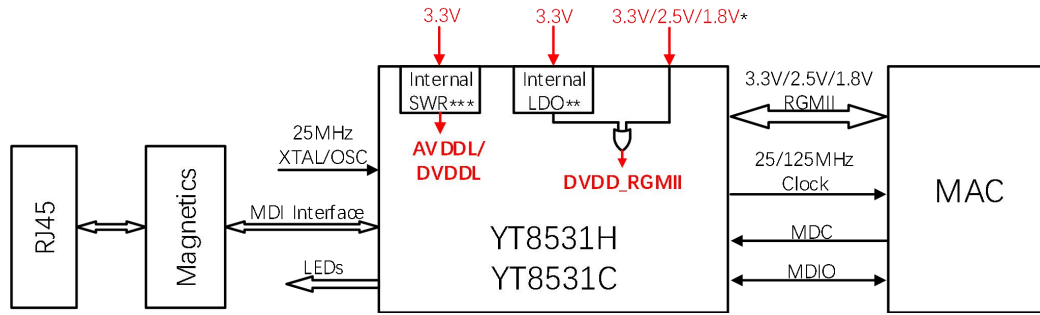 3.3V
3.3V
3.3V/2.5V/1.8V*
Internal
SWR***
Internal
LDO**
3.3V/2.5V/1.8V
RGMII
25MHz
XTAL/OSC
AVDDL/
DVDDL
DVDD_RGMII
25/125MHz
Clock
RJ45
Magnetics
MDI Interface
YT8531H
YT8531C
MAC
MDC
LEDs
MDIO